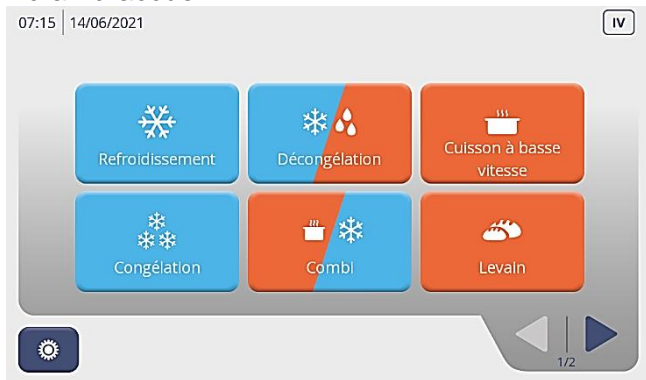 07:15 14/06/2021 IV
Refroidissement
Décongélation
Cuisson à basse
vitesse
Congélation
Combi
Levain
1/2